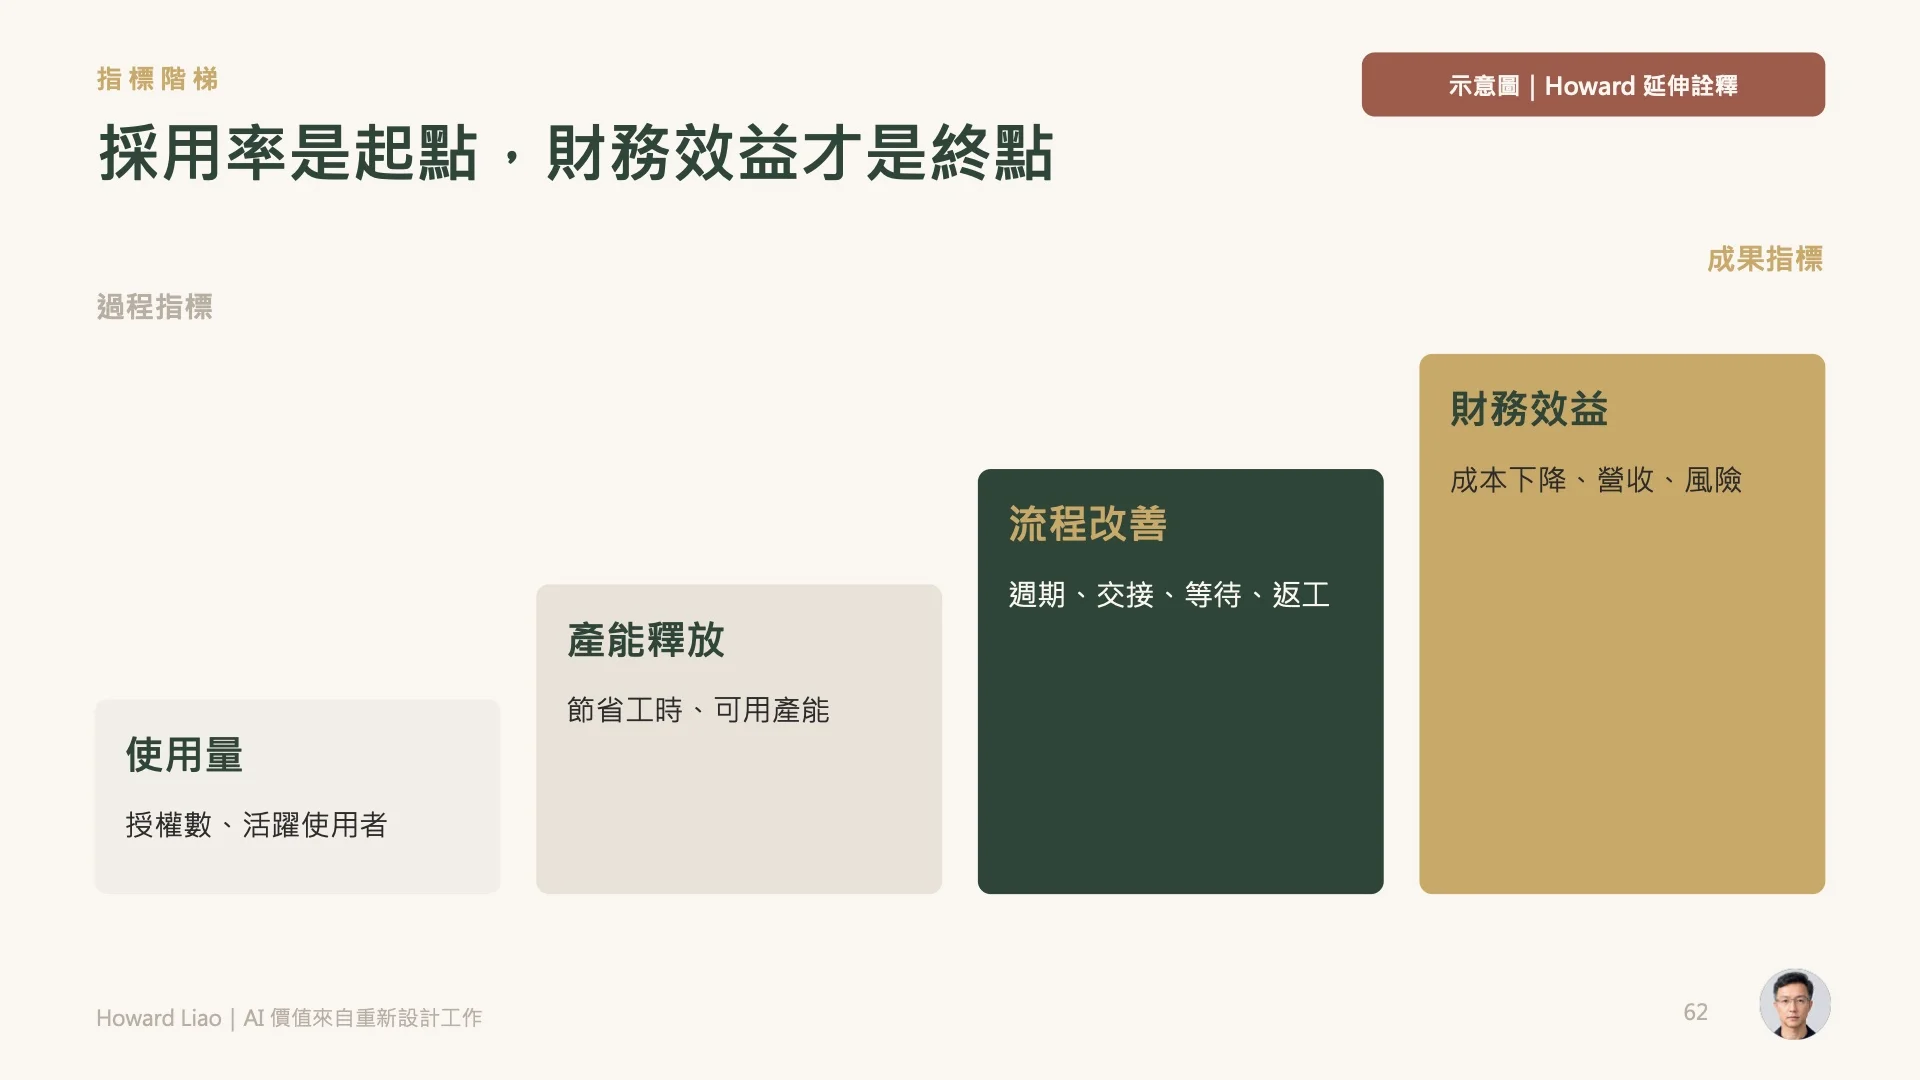 指標階梯
示意圖｜Howard 延伸詮釋
採用率是起點，財務效益才是終點
成果指標
過程指標
財務效益
成本下降、營收、風險
流程改善
週期、交接、等待、返工
產能釋放
節省工時、可用產能
使用量
授權數、活躍使用者
Howard Liao｜AI 價值來自重新設計工作
62